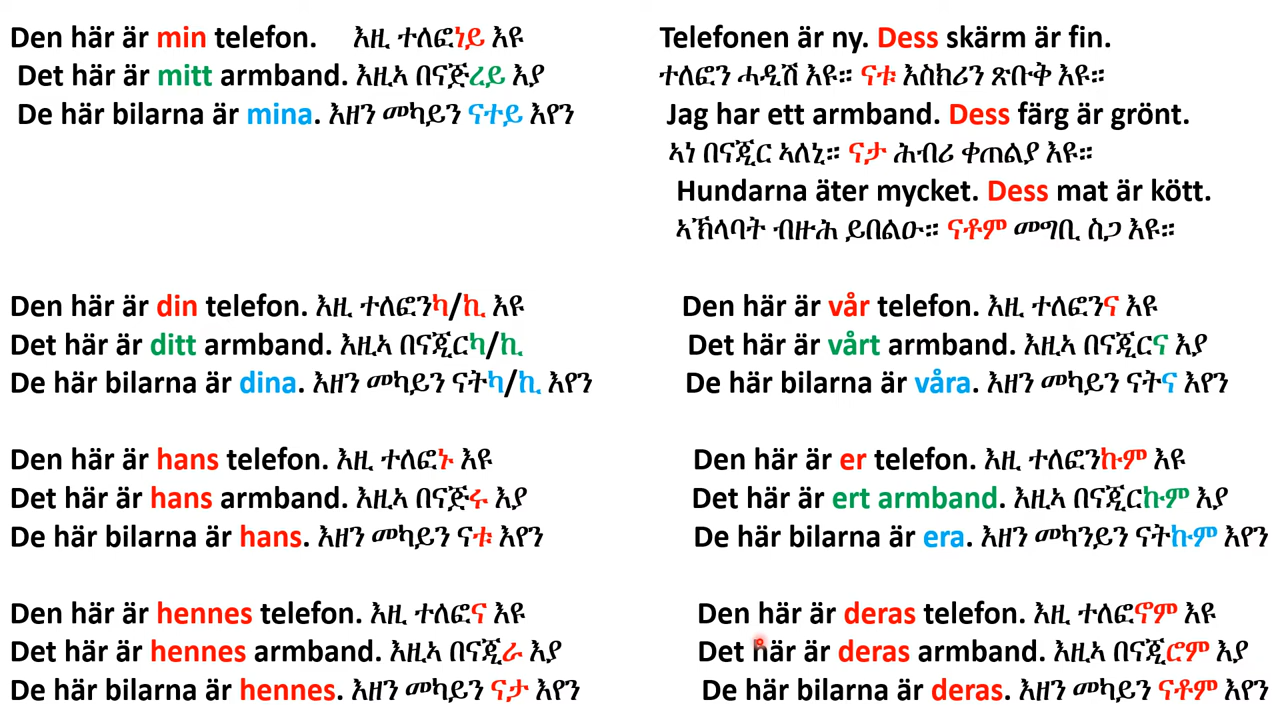 Den här är min telefon. እዚ ተለፎነይ እዩ
Det här är mitt armband. እዚኣ በናጅረይ እያ
De här bilarna är mina. እዘን መካይን ናተይ እየን
Telefonen är ny. Dess skärm är fin.
ተለፎን ሓዲሽ እዩ። ናቱ እስክሪን ጽቡቅ እዩ።
Jag har ett armband. Dess färg är grönt.
ኣነ በናጂር ኣለኒ። ናታ ሕብሪ ቀጠልያ እዩ።
Hundarna äter mycket. Dess mat är kött.
ኣኽላባት ብዙሕ ይበልዑ። ናቶም መግቢ ስጋ እዩ።
Den här är din telefon. እዚ ተለፎንካ/ኪ እዩ
Det här är ditt armband. እዚኣ በናጂርካ/ኪ
De här bilarna är dina. እዘን መካይን ናትካ/ኪ እየን
Den här är vår telefon. እዚ ተለፎንና እዩ
Det här är vårt armband. እዚኣ በናጂርና እያ
De här bilarna är våra. እዘን መካይን ናትና እየን
Den här är hans telefon. እዚ ተለፎኑ እዩ
Det här är hans armband. እዚኣ በናጅሩ እያ
De här bilarna är hans. እዘን መካይን ናቱ እየን
Den här är er telefon. እዚ ተለፎንኩም እዩ
Det här är ert armband. እዚኣ በናጂርኩም እያ
De här bilarna är era. እዘን መካንይን ናትኩም እየን
Den här är hennes telefon. እዚ ተለፎና እዩ
Det här är hennes armband. እዚኣ በናጂራ እያ
De här bilarna är hennes. እዘን መካይን ናታ እየን
Den här är deras telefon. እዚ ተለፎኖም እዩ
Det här är deras armband. እዚኣ በናጂሮም እያ
De här bilarna är deras. እዘን መካይን ናቶም እየን